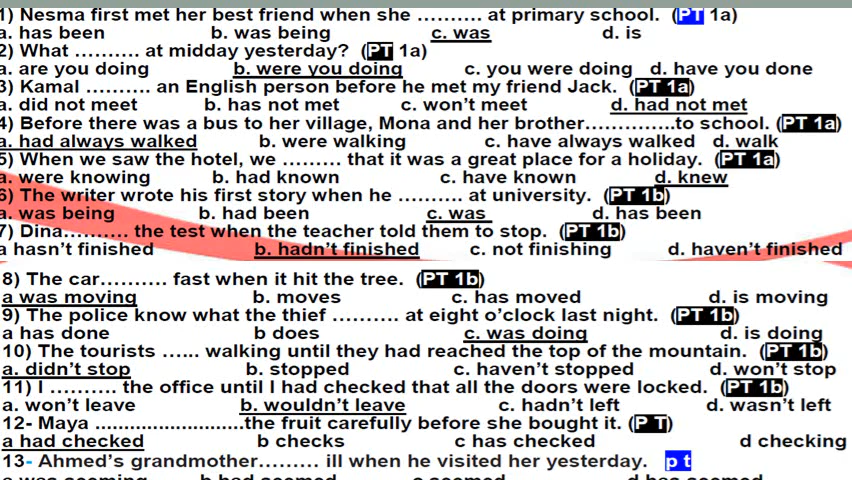 1) Nesma first met her best friend when she ………. at primary school. (PT 1a)
a. has been b. was being c. was d. is
2) What ………. at midday yesterday? (PT 1a)
a. are you doing b. were you doing c. you were doing d. have you done
3) Kamal ………. an English person before he met my friend Jack. (PT 1a)
a. did not meet b. has not met c. won't meet d. had not met
4) Before there was a bus to her village, Mona and her brother…………..to school. (PT 1a)
a. had always walked b. were walking c. have always walked d. walk
5) When we saw the hotel, we ……… that it was a great place for a holiday. (PT 1a)
a. were knowing b. had known c. have known d. knew
6) The writer wrote his first story when he ………. at university. (PT 1b)
a. was being b. had been c. was d. has been
7) Dina………. the test when the teacher told them to stop. (PT 1b)
a hasn't finished b. hadn't finished c. not finishing d. haven't finished
8) The car………. fast when it hit the tree. (PT 1b)
a was moving b. moves c. has moved d. is moving
9) The police know what the thief ………. at eight o'clock last night. (PT 1b)
a has done b does c. was doing d. is doing
10) The tourists …... walking until they had reached the top of the mountain. (PT 1b)
a. didn't stop b. stopped c. haven't stopped d. won't stop
11) I ………. the office until I had checked that all the doors were locked. (PT 1b)
a. won't leave b. wouldn't leave c. hadn't left d. wasn't left
12- Maya ...........................the fruit carefully before she bought it. (P T)
a had checked b checks c has checked d checking
13- Ahmed's grandmother……… ill when he visited her yesterday. p t
a was seeming b had seemed c seemed d has seemed